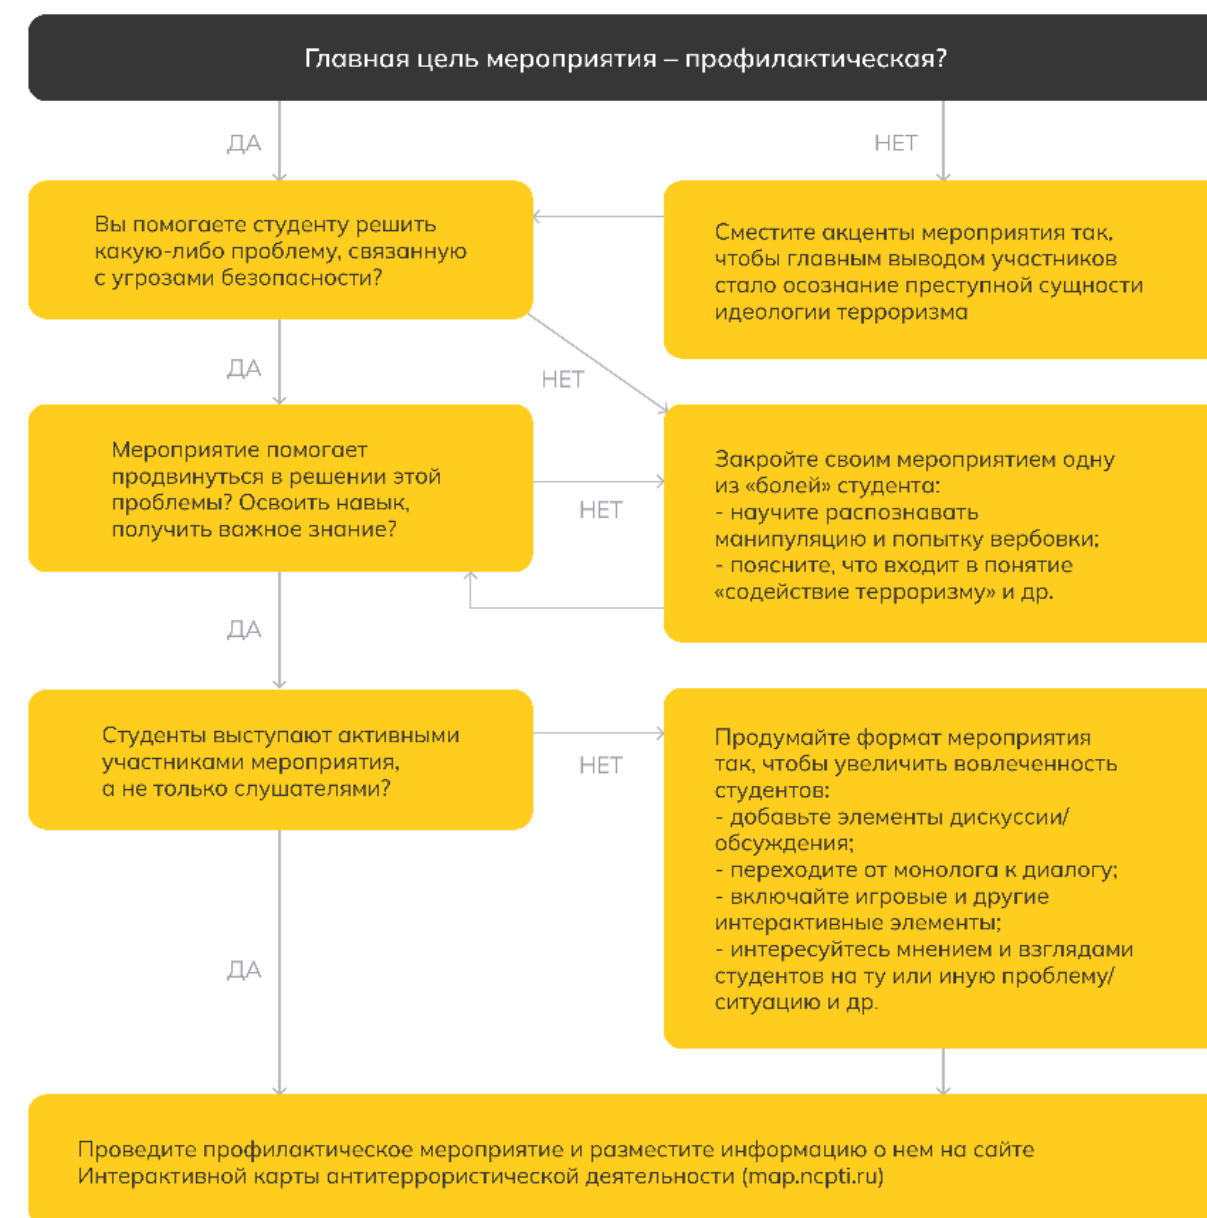 Главная цель мероприятия – профилактическая?
ДА
НЕТ
Вы помогаете студенту решить
какую-либо проблему, связанную
с угрозами безопасности?
Сместите акценты мероприятия так,
чтобы главным выводом участников
стало осознание преступной сущности
идеологии терроризма
ДА
НЕТ
Мероприятие помогает
продвинуться в решении этой
проблемы? Освоить навык,
получить важное знание?
НЕТ
Закройте своим мероприятием одну
из «болей» студента:
- научите распознавать
манипуляцию и попытку вербовки;
- поясните, что входит в понятие
«содействие терроризму» и др.
ДА
Студенты выступают активными
участниками мероприятия,
а не только слушателями?
НЕТ
Продумайте формат мероприятия
так, чтобы увеличить вовлеченность
студентов:
- добавьте элементы дискуссии/
обсуждения;
- переходите от монолога к диалогу;
- включайте игровые и другие
интерактивные элементы;
- интересуйтесь мнением и взглядами
студентов на ту или иную проблему/
ситуацию и др.
ДА
Проведите профилактическое мероприятие и разместите информацию о нем на сайте
Интерактивной карты антитеррористической деятельности (map.ncpti.ru)